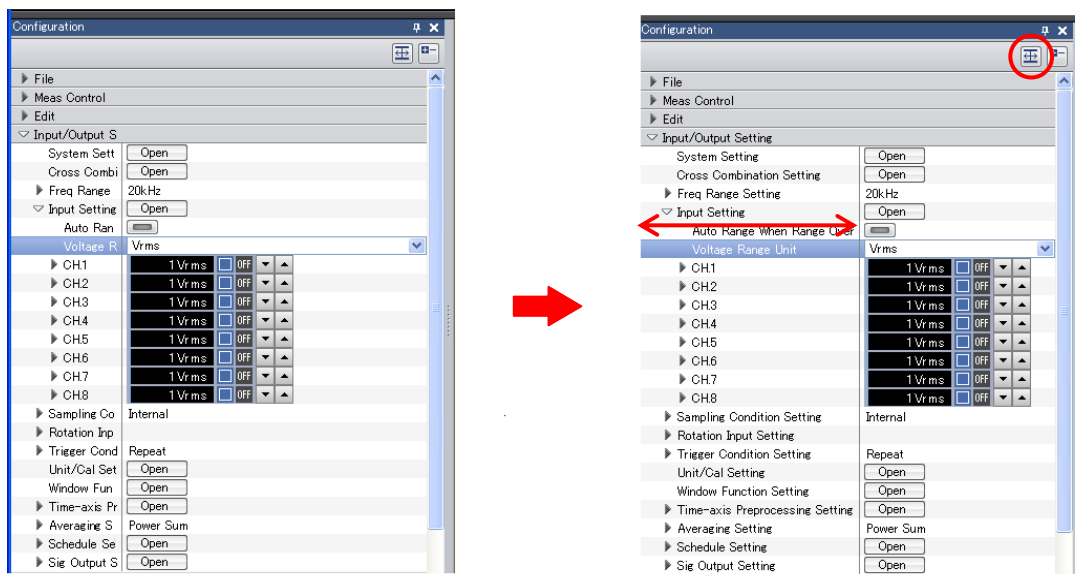 Configuration
File
Meas Control
Edit
Input/Output S
System Sett Open
Cross Combi Open
Freq Range 20kHz
Input Setting Open
Auto Ran
Voltage R Vrms
CH.1 1Vrms OFF
CH.2 1Vrms OFF
CH.3 1Vrms OFF
CH.4 1Vrms OFF
CH.5 1Vrms OFF
CH.6 1Vrms OFF
CH.7 1Vrms OFF
CH.8 1Vrms OFF
Sampling Co Internal
Rotation Inp
Trigger Cond Repeat
Unit/Cal Set Open
Window Fun Open
Time-axis Pr Open
Averaging S Power Sum
Schedule Se Open
Sig Output S Open
Configuration
File
Meas Control
Edit
Input/Output Setting
System Setting Open
Cross Combination Setting Open
Freq Range Setting 20kHz
Input Setting Open
Auto Range When Range Over
Voltage Range Unit Vrms
CH.1 1Vrms OFF
CH.2 1Vrms OFF
CH.3 1Vrms OFF
CH.4 1Vrms OFF
CH.5 1Vrms OFF
CH.6 1Vrms OFF
CH.7 1Vrms OFF
CH.8 1Vrms OFF
Sampling Condition Setting Internal
Rotation Input Setting
Trigger Condition Setting Repeat
Unit/Cal Setting Open
Window Function Setting Open
Time-axis Preprocessing Setting Open
Averaging Setting Power Sum
Schedule Setting Open
Sig Output Setting Open